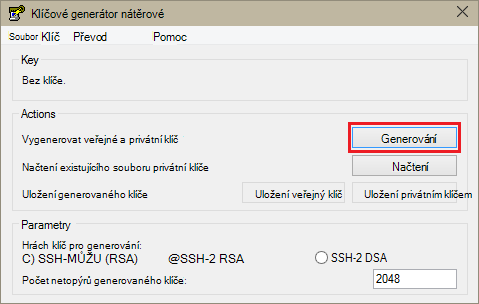 Klíčové generátor nátěrové
Soubor Klíč Převod Pomoc
Key
Bez klíče.
Actions
Vygenerovat veřejné a privátní klíč Generování
Načtení existujícího souboru privátní klíče Načtení
Uložení generovaného klíče Uložení veřejný klíč Uložení privátním klíčem
Parametry
Hrách klíč pro generování:
C) SSH-MŮŽU (RSA) @SSH-2 RSA SSH-2 DSA
Počet netopýrů generovaného klíče: 2048